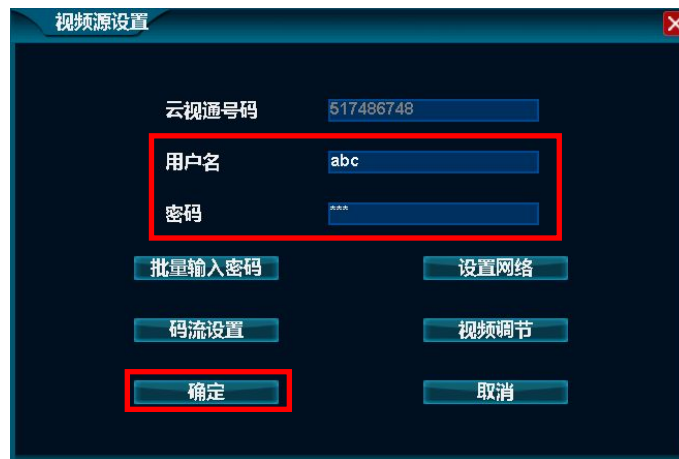 视频源设置
云视通号码 517486748
用户名 abc
密码 ***
批量输入密码 设置网络
码流设置 视频调节
确定 取消